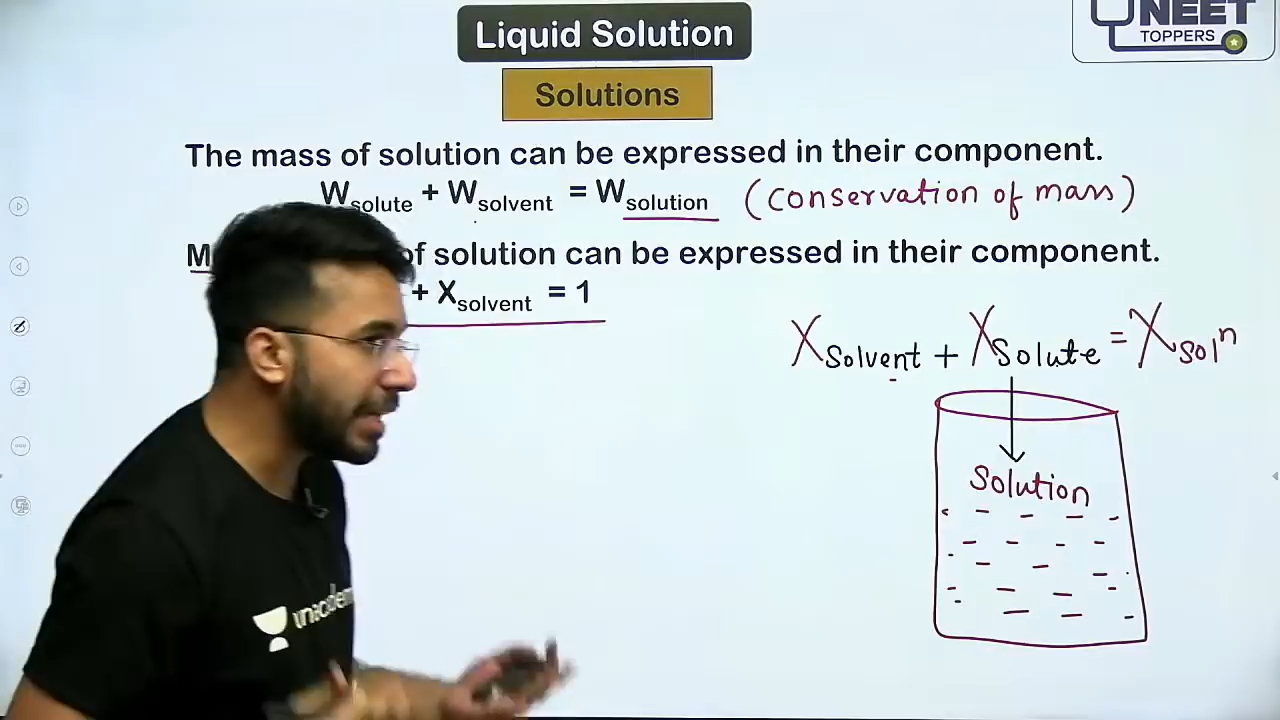 Liquid Solution
NEET
TOPPERS
Solutions
The mass of solution can be expressed in their component.
Wsolute + Wsolvent = Wsolution (conservation of mass)
of solution can be expressed in their component.
+ Xsolvent = 1
Xsolvent + Xsolute = Xsoln
Solution
unacadem